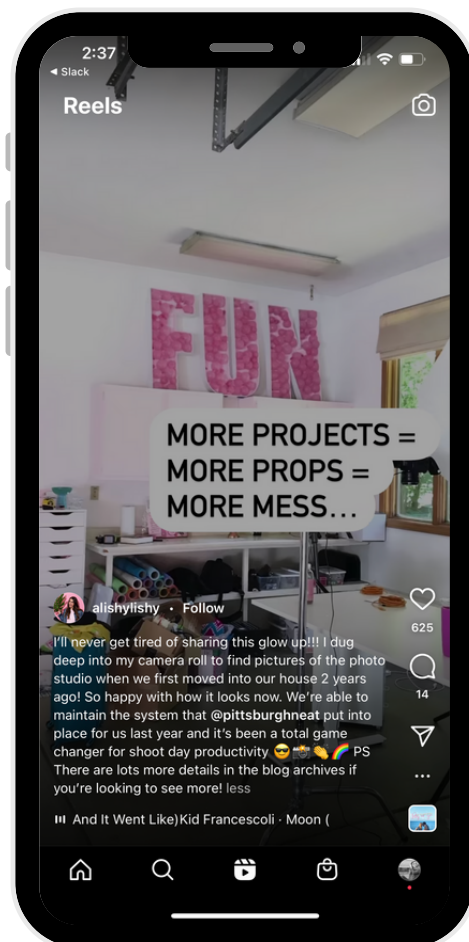 2:37
◂ Slack
Reels
FUN
MORE PROJECTS =
MORE PROPS =
MORE MESS...
alishylishy • Follow
I'll never get tired of sharing this glow up!!! I dug
deep into my camera roll to find pictures of the photo
studio when we first moved into our house 2 years
ago! So happy with how it looks now. We're able to
maintain the system that @pittsburghneat put into
place for us last year and it's been a total game
changer for shoot day productivity 😎📸👏🌈 PS
There are lots more details in the blog archives if
you're looking to see more! less
And It Went Like)Kid Francescoli · Moon (
625
14